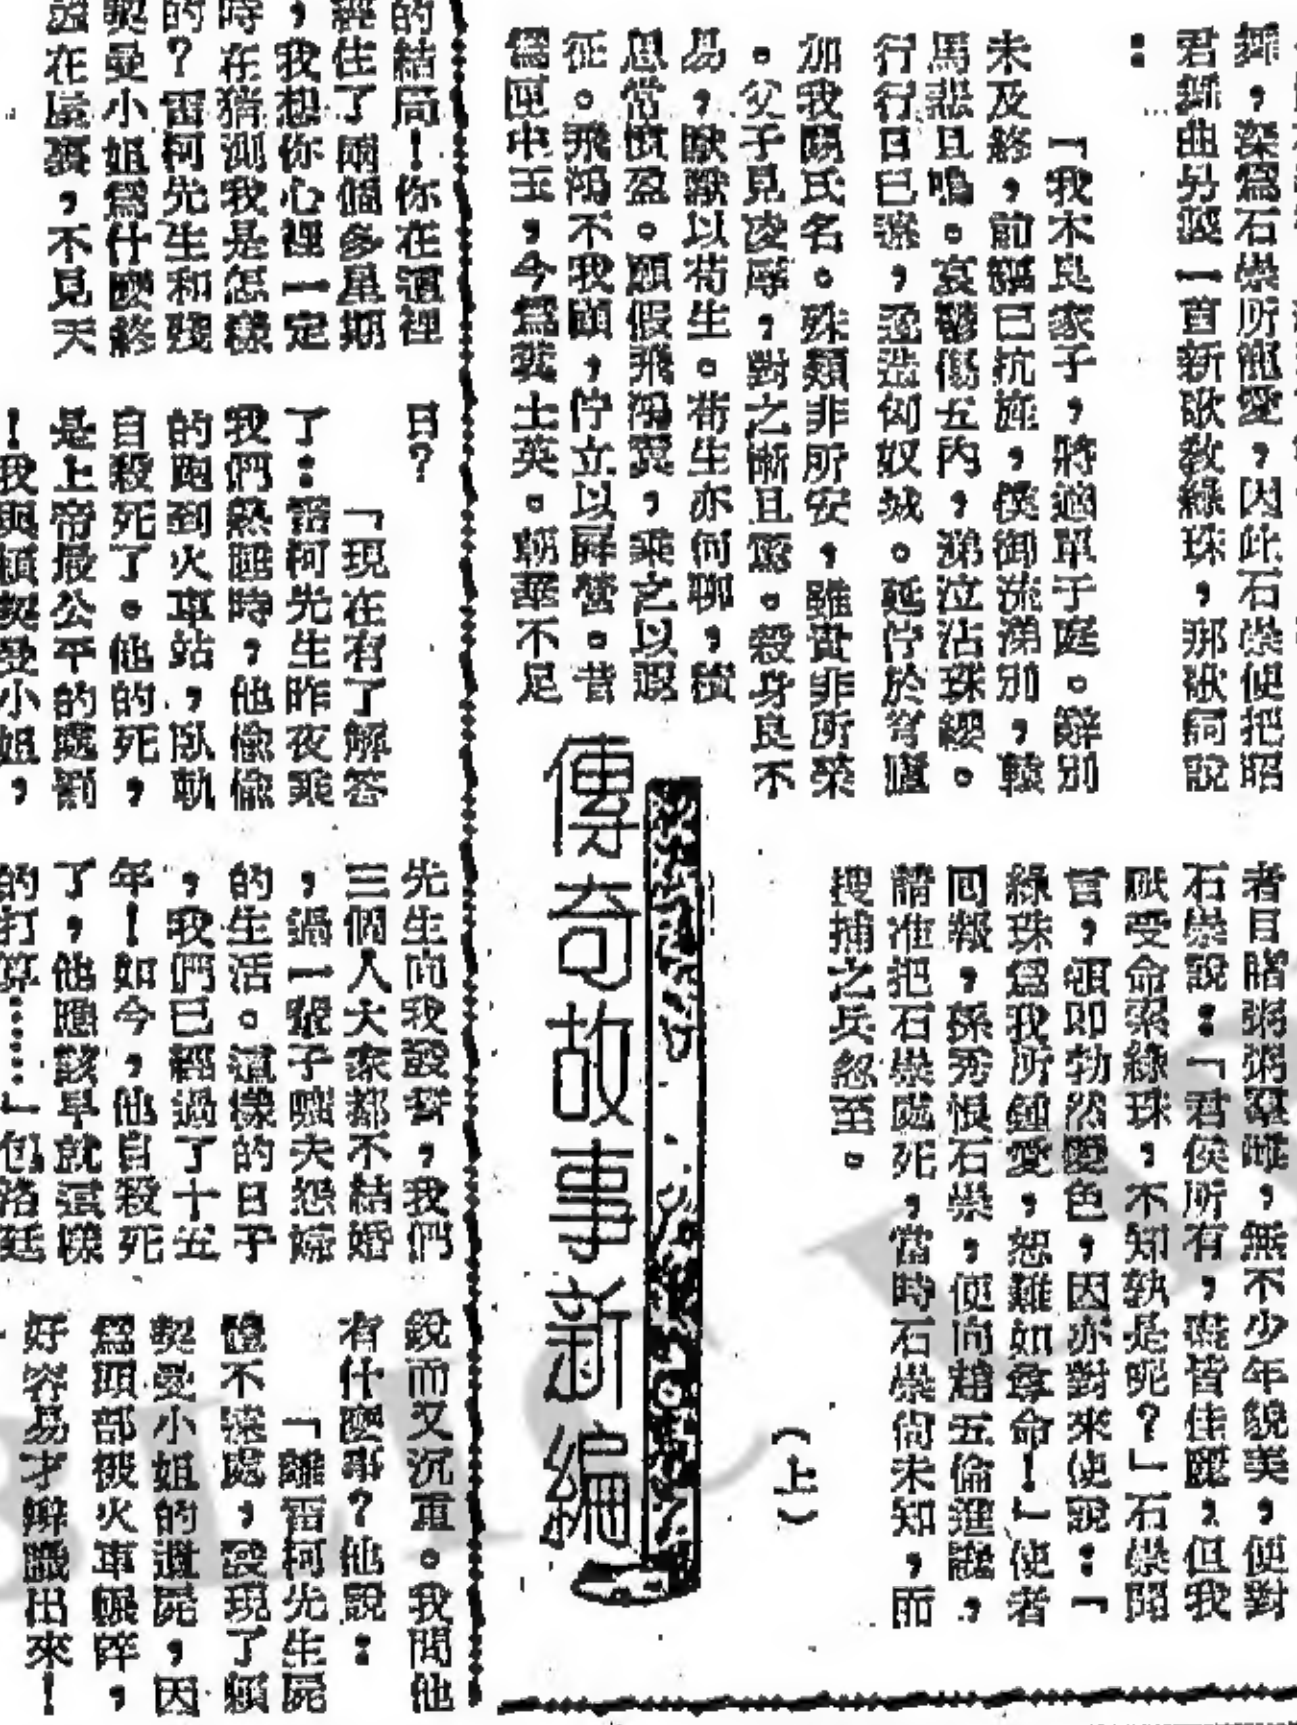 舞,深爲石崇所寵愛,因此石崇便把昭
君舞曲另製一首新歌教綠珠,那歌詞說
:
「我本良家子,將適單于庭。辭別
未及終,前驅已抗旌,僕御流涕別,轅
馬悲且鳴。哀鬱傷五內,涕泣沾珠纓。
行行日已遠,遂造匈奴城。延佇於穹廬
加我閼氏名。殊類非所安,雖貴非所榮
。父子見凌辱,對之慚且驚。殺身良不
易,默默以苟生。苟生亦何聊,積
思常憤盈。願假飛鴻翼,乘之以遐
征。飛鴻不我顧,佇立以屏營。昔
爲匣中玉,今爲糞土英。朝華不足
傳奇故事新編
(上)
者目睹粥粥羣雌,無不少年貌美,便對
石崇說:「君侯所有,誠皆佳麗,但我
獃受命索綠珠,不知孰是呢?」石崇聞
言,頓即勃然變色,因亦對來使說:「
綠珠爲我所鍾愛,恕難如尊命!」使者
回報,孫秀恨石崇,便向趙王倫進讒,
請准把石崇處死,當時石崇尚未知,而
搜捕之兵忽至。
的結局!你在這裡
經住了兩個多星期
,我想你心裡一定
時在猜測我是怎樣
的?雷柯先生和殘
契曼小姐爲什麼終
在屋裏,不見天
日?
「現在有了解答
了:雷柯先生昨夜乘
我們熟睡時,他偷偷
的跑到火車站,臥軌
自殺死了。他的死,
是上帝最公平的處罰
!我與頓契曼小姐,
先生向我設誓,我們
三個人大家都不結婚
,過一輩子曠夫怨婦
的生活。這樣的日子
,我們已經過了十五
年!如今,他自殺死
了,他應該早就這樣
的打算……」包洛廷
銳而又沉重。我問他
有什麼事?他說:
「離雷柯先生屍
體不遠處,發現了頓
契曼小姐的遺屍,因
爲頭部被火車輾碎,
好容易才辨識出來!